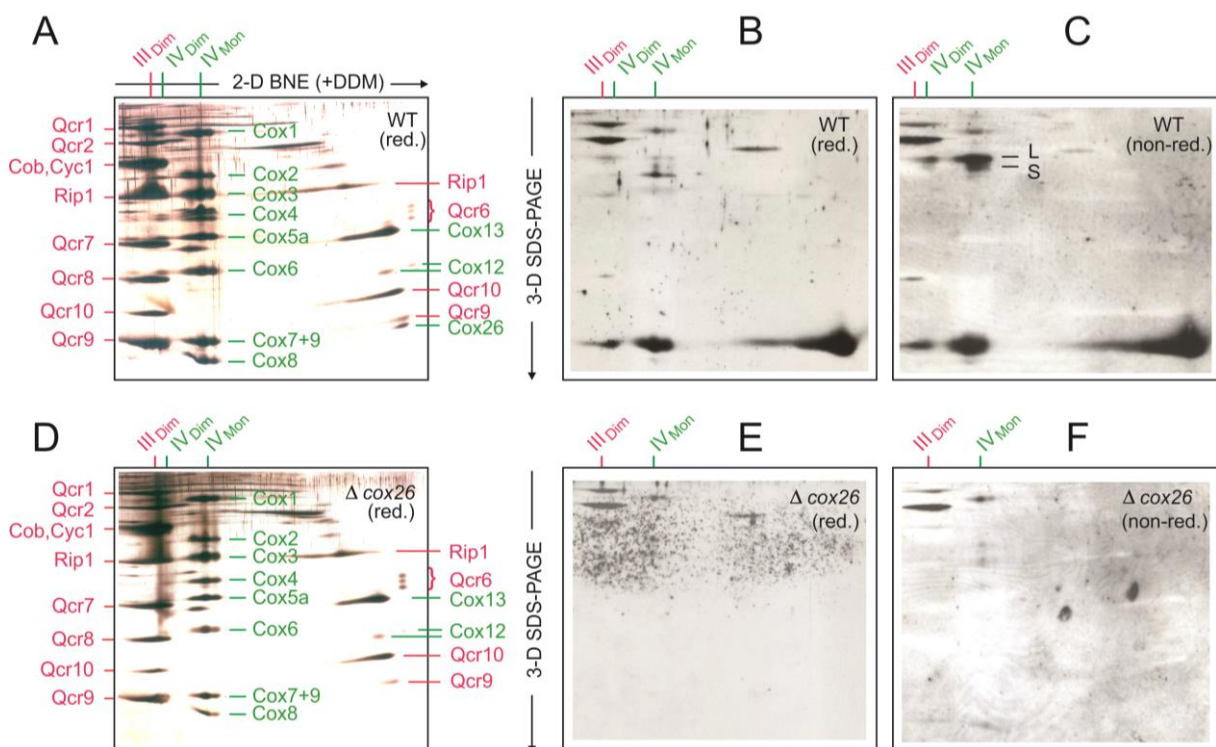 A
III Dim
IV Dim
IV Mon
2-D BNE (+DDM)
WT
(red.)
Qcr1
Qcr2
Cob,Cyc1
Rip1
Qcr7
Qcr8
Qcr10
Qcr9
Cox1
Cox2
Cox3
Cox4
Cox5a
Cox6
Cox7+9
Cox8
Rip1
Qcr6
Cox13
Cox12
Qcr10
Qcr9
Cox26
3-D SDS-PAGE
B
III Dim
IV Dim
IV Mon
WT
(red.)
C
III Dim
IV Dim
IV Mon
WT
(non-red.)
L
S
D
III Dim
IV Dim
IV Mon
Δ cox26
(red.)
Qcr1
Qcr2
Cob,Cyc1
Rip1
Qcr7
Qcr8
Qcr10
Qcr9
Cox1
Cox2
Cox3
Cox4
Cox5a
Cox6
Cox7+9
Cox8
Rip1
Qcr6
Cox13
Cox12
Qcr10
Qcr9
3-D SDS-PAGE
E
III Dim
IV Mon
Δ cox26
(red.)
F
III Dim
IV Mon
Δ cox26
(non-red.)